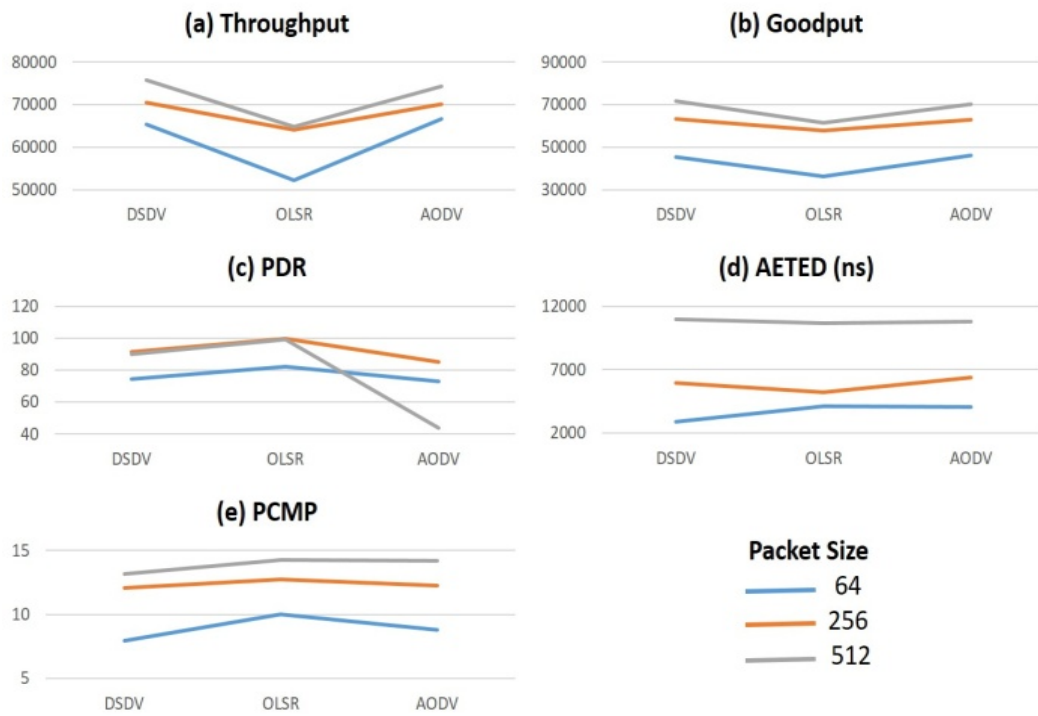 (a) Throughput
80000
70000
60000
50000
DSDV OLSR AODV
(b) Goodput
90000
70000
50000
30000
DSDV OLSR AODV
(c) PDR
120
100
80
60
40
DSDV OLSR AODV
(d) AETED (ns)
12000
7000
2000
DSDV OLSR AODV
(e) PCMP
15
10
5
DSDV OLSR AODV
Packet Size
64
256
512